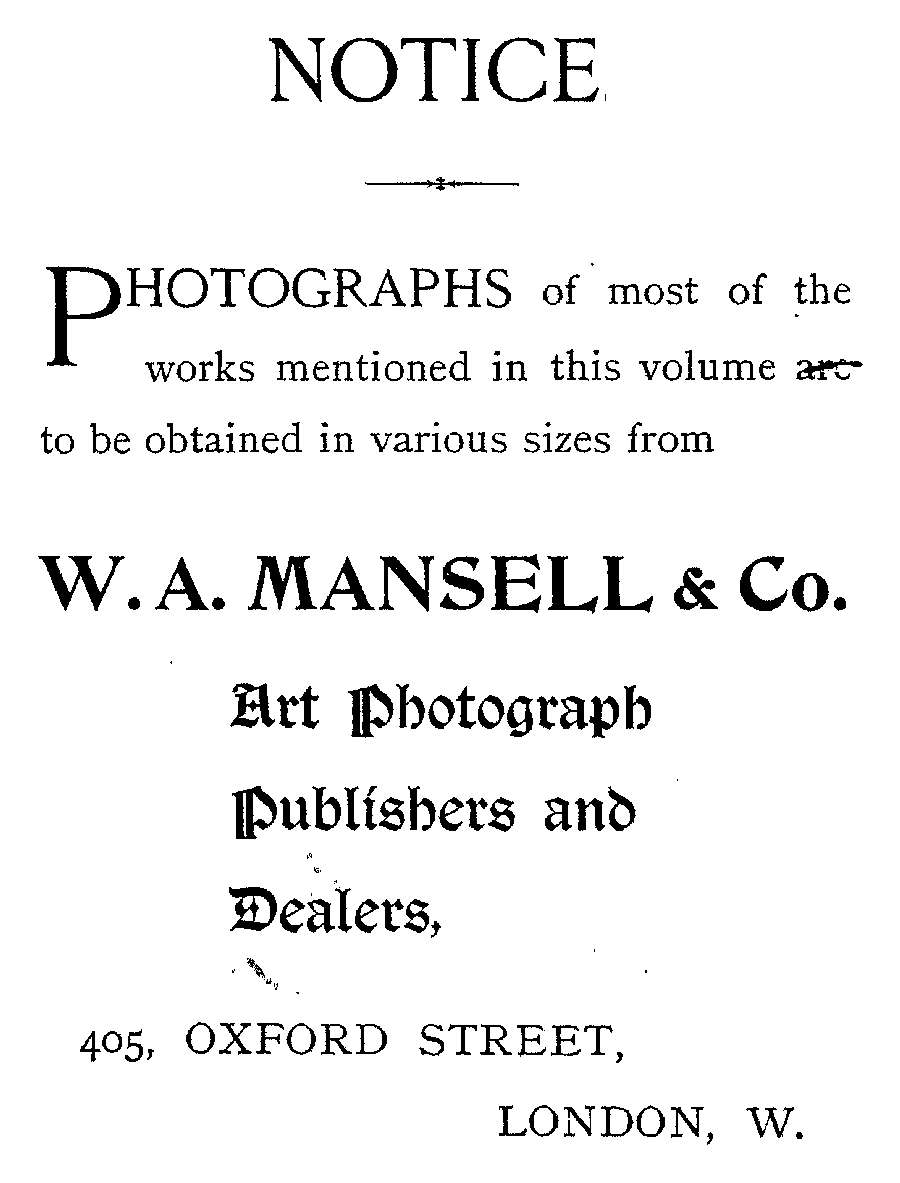 NOTICE
PHOTOGRAPHS of most of the
works mentioned in this volume are
to be obtained in various sizes from
W. A. MANSELL & Co.
Art Photograph
Publishers and
Dealers,
405, OXFORD STREET,
LONDON, W.